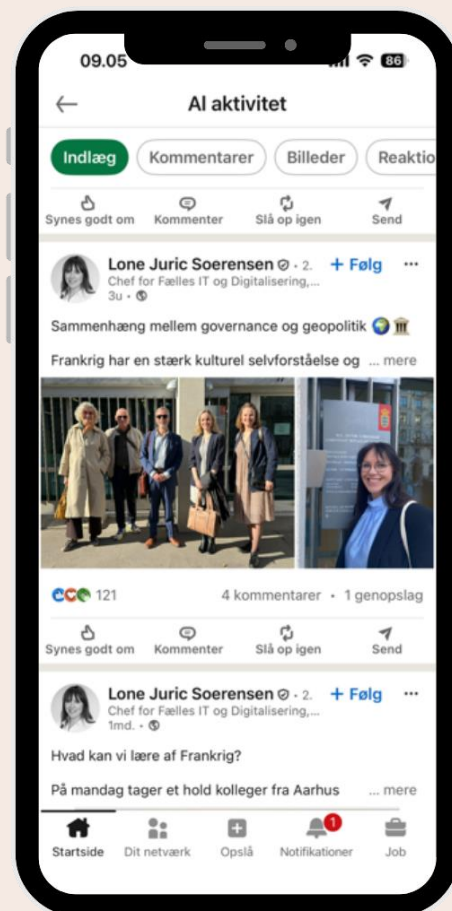 09.05
86
Al aktivitet
Indlæg
Kommentarer
Billeder
Reaktio
Synes godt om
Kommenter
Slå op igen
Send
Lone Juric Soerensen • 2.
+ Følg
Chef for Fælles IT og Digitalisering,...
3u •
Sammenhæng mellem governance og geopolitik 🌍 🏛️
Frankrig har en stærk kulturel selvforståelse og ... mere
121
4 kommentarer • 1 genopslag
Synes godt om
Kommenter
Slå op igen
Send
Lone Juric Soerensen • 2.
+ Følg
Chef for Fælles IT og Digitalisering,...
1md. •
Hvad kan vi lære af Frankrig?
På mandag tager et hold kolleger fra Aarhus ... mere
1
Startside
Dit netværk
Opslå
Notifikationer
Job